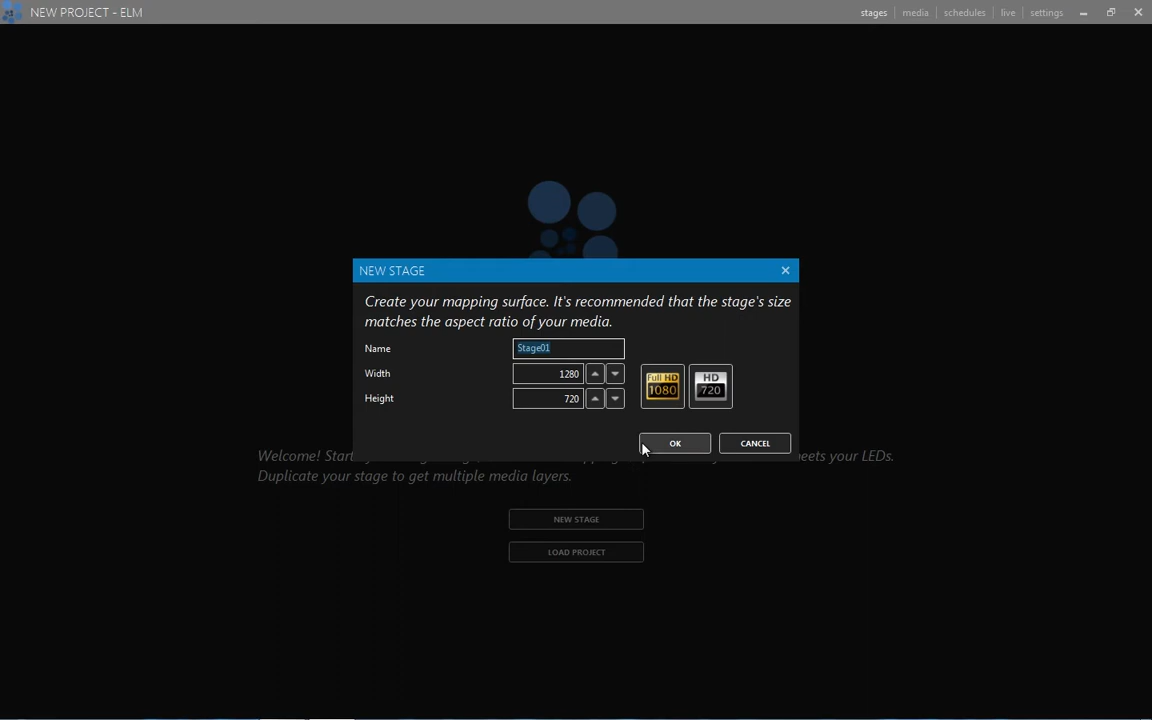 NEW PROJECT - ELM
stages
media
schedules
live
settings
NEW STAGE
Create your mapping surface. It's recommended that the stage's size
matches the aspect ratio of your media.
Name
Stage01
Width
1280
Height
720
Full HD
1080
HD
720
OK
CANCEL
Welcome! Start
eets your LEDs.
Duplicate your stage to get multiple media layers.
NEW STAGE
LOAD PROJECT